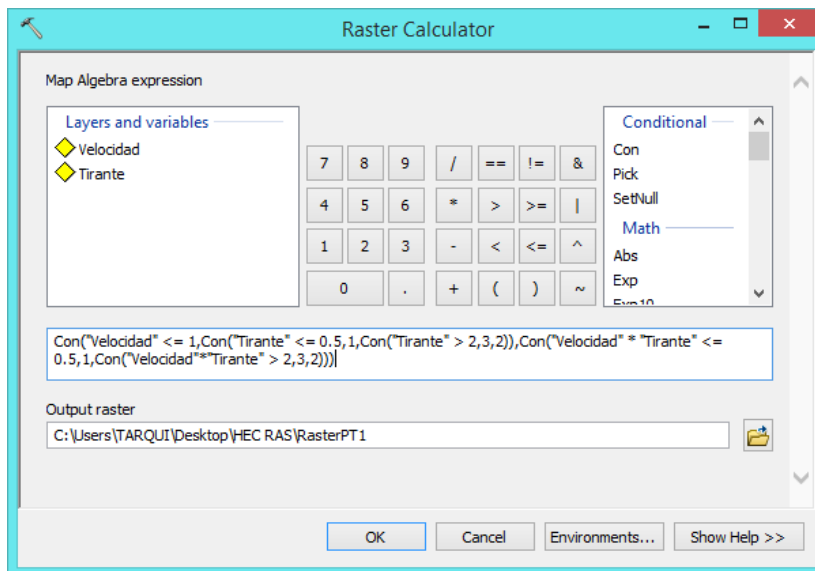 Raster Calculator
Map Algebra expression
Layers and variables
Velocidad
Tirante
7 8 9 / == != &
4 5 6 * > >= |
1 2 3 - < <= ^
0 . + ( ) ~
Conditional
Con
Pick
SetNull
Math
Abs
Exp
Exp10
Con("Velocidad" <= 1,Con("Tirante" <= 0.5,1,Con("Tirante" > 2,3,2)),Con("Velocidad" * "Tirante" <=
0.5,1,Con("Velocidad"*"Tirante" > 2,3,2)))
Output raster
C:\Users\TARQUI\Desktop\HEC RAS\RasterPT1
OK Cancel Environments... Show Help >>